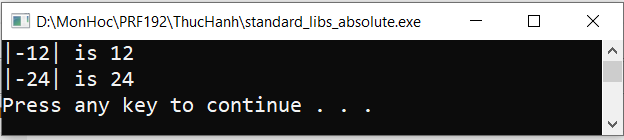 D:\MonHoc\PRF192\ThucHanh\standard_libs_absolute.exe
|-12| is 12
|-24| is 24
Press any key to continue . . .